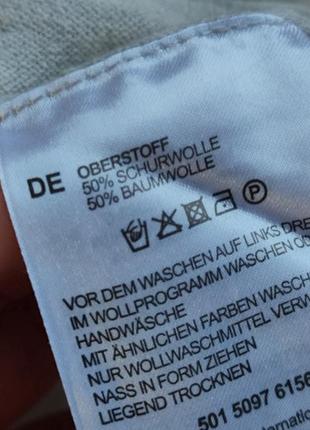 DE OBERSTOFF
50% SCHURWOLLE
50% BAUMWOLLE
P
VOR DEM WASCHEN AUF LINKS
IM WOLLPROGRAMM WASCHEN
HANDWÄSCHE
MIT ÄHNLICHEN FARBEN
NUR WOLLWASCHMITTEL
NASS IN FORM ZIEHEN
LIEGEND TROCKNEN
501 5097